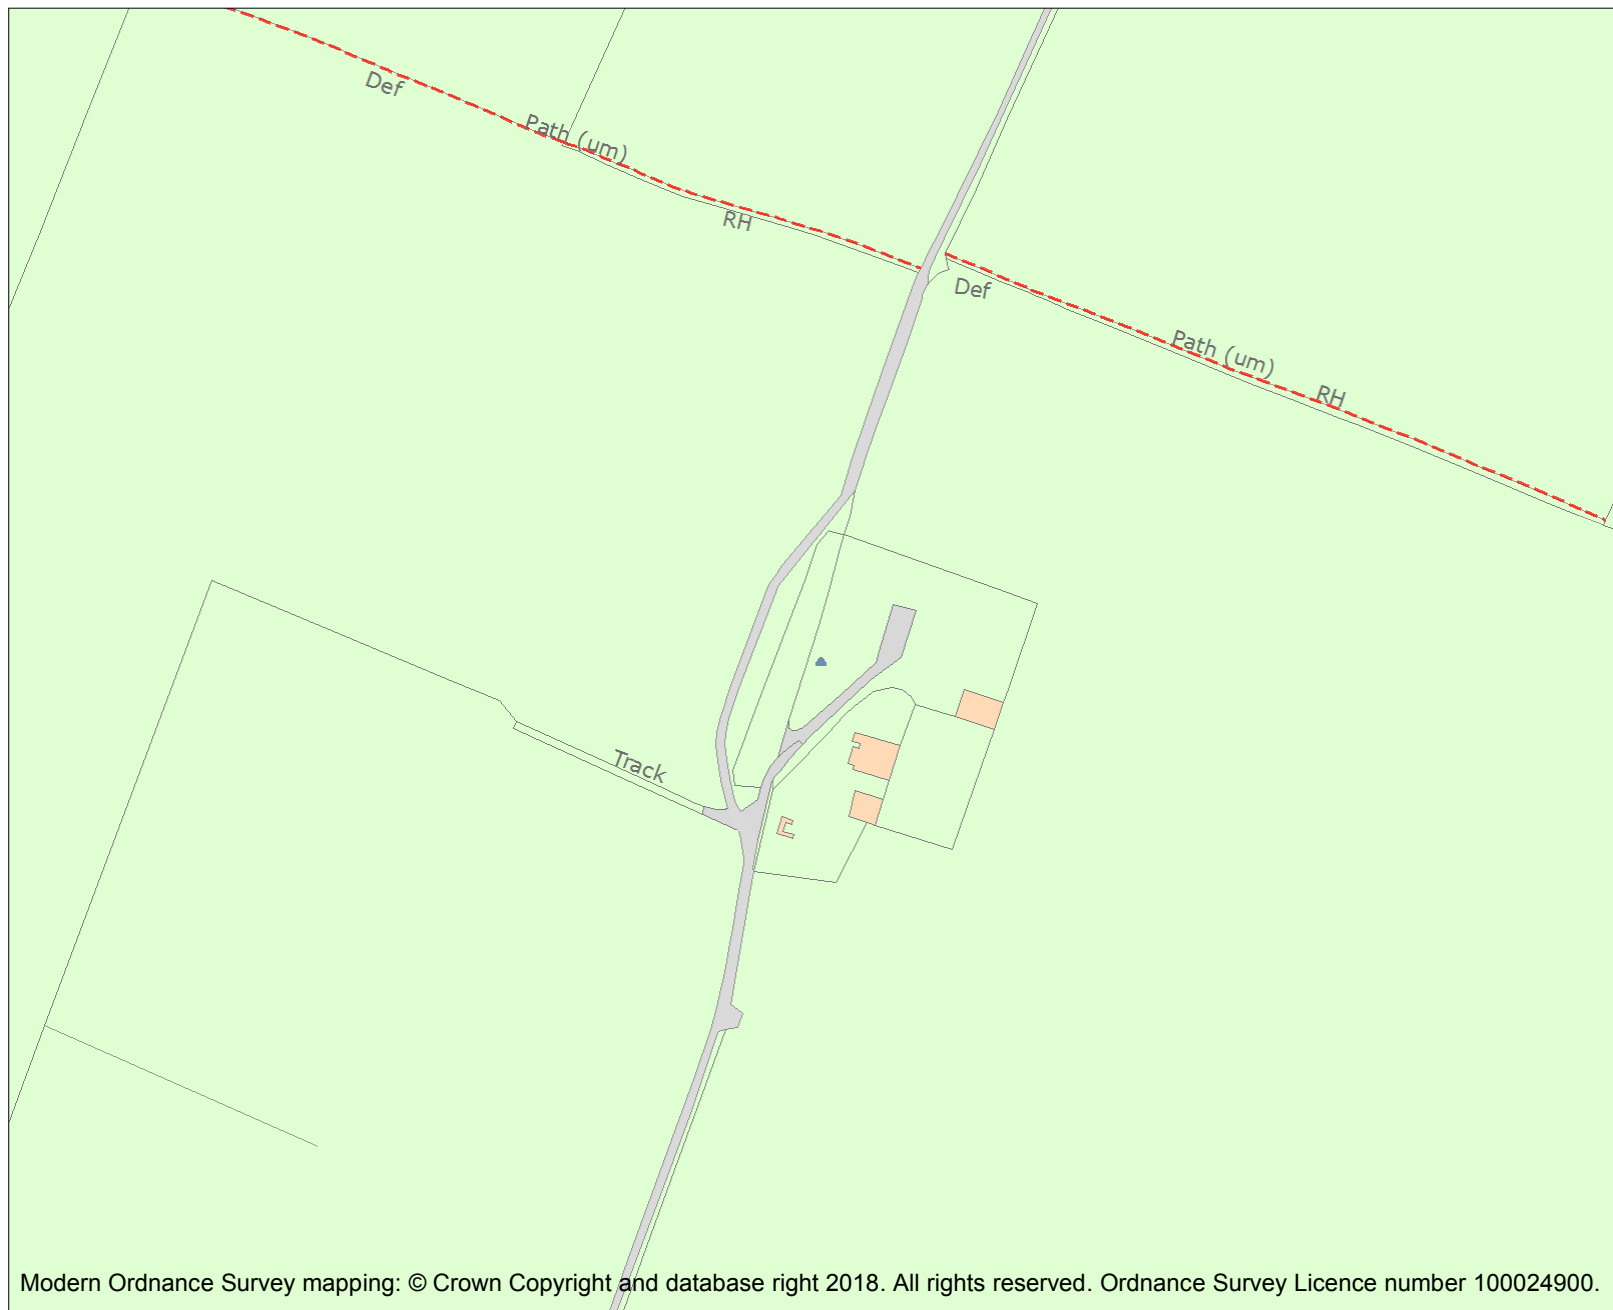 Def
Path (um)
RH
Def
Path (um)
RH
Track
Modern Ordnance Survey mapping: © Crown Copyright and database right 2018. All rights reserved. Ordnance Survey Licence number 100024900.